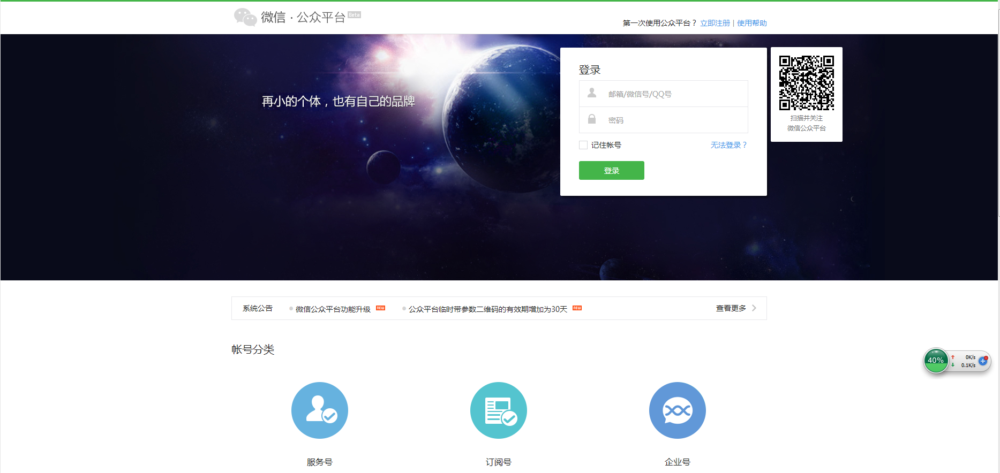 微信·公众平台 Beta
第一次使用公众平台？ 立即注册 | 使用帮助
再小的个体，也有自己的品牌
登录
邮箱/微信号/QQ号
密码
记住帐号 无法登录？
登录
扫描并关注
微信公众平台
系统公告 微信公众平台功能升级 NEW 公众平台临时带参数二维码的有效期增加为30天 NEW 查看更多
帐号分类
40% 0K/s
0.1K/s
服务号 订阅号 企业号